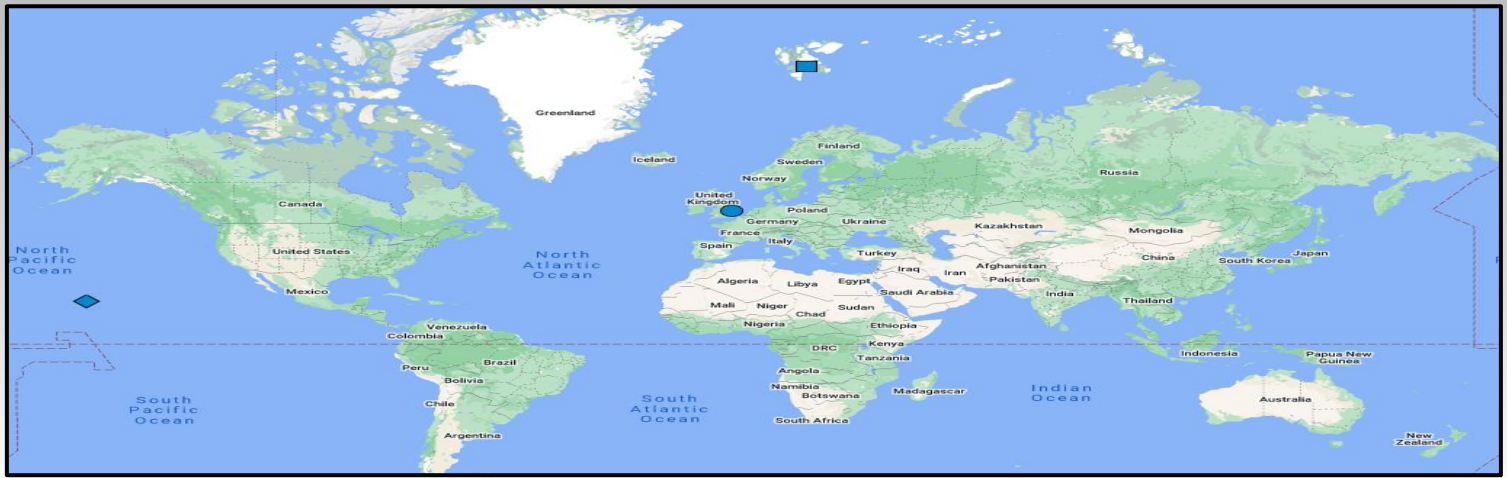 Greenland
Finland
Iceland
Sweden
Russia
Norway
United
Kingdom
Canada
Poland
Germany
Ukraine
Kazakhstan
Mongolia
France
Italy
Spain
North
Pacific
Ocean
United States
North
Atlantic
Ocean
Turkey
China
South Korea
Japan
Iraq
Iran
Afghanistan
Pakistan
Algeria
Libya
Egypt
Saudi Arabia
Mexico
India
Thailand
Mali
Niger
Chad
Sudan
Venezuela
Nigeria
Ethiopia
Colombia
DRC
Kenya
Indonesia
Papua New
Guinea
Brazil
Tanzania
Peru
Angola
Bolivia
Namibia
Botswana
Madagascar
Indian
Ocean
South
Pacific
Ocean
Chile
South
Atlantic
Ocean
Australia
South Africa
Argentina
New
Zealand